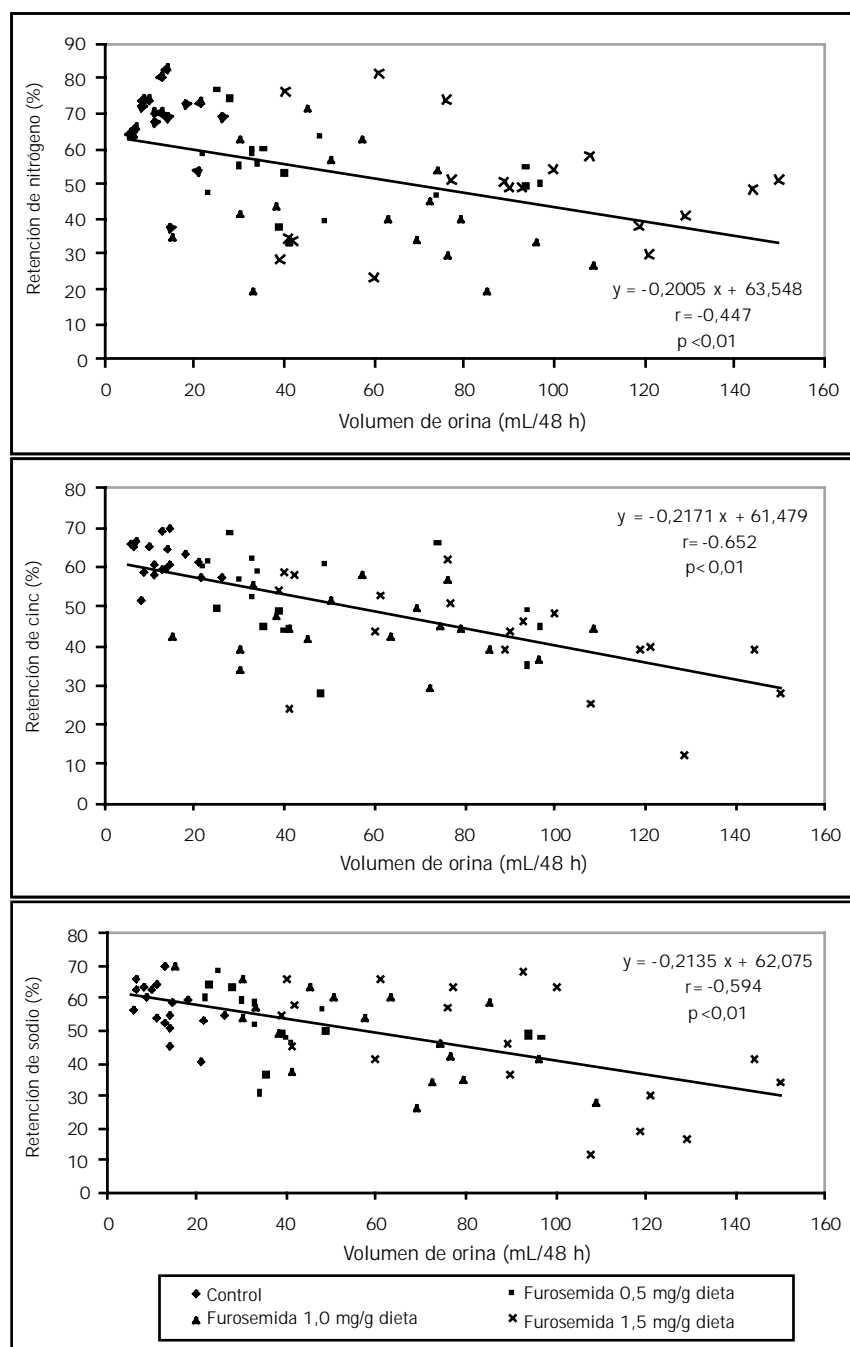 90
80
70
60
50
40
30
20
10
0
Retención de nitrógeno (%)
y = -0,2005 x + 63,548
r= -0,447
p <0,01
0 20 40 60 80 100 120 140 160
Volumen de orina (mL/48 h)
80
70
60
50
40
30
20
10
0
Retención de cinc (%)
y = -0,2171 x + 61,479
r= -0.652
p< 0,01
0 20 40 60 80 100 120 140 160
Volumen de orina (mL/48 h)
80
70
60
50
40
30
20
10
0
Retención de sodio (%)
y = -0,2135 x + 62,075
r= -0,594
p <0,01
0 20 40 60 80 100 120 140 160
Volumen de orina (mL/48 h)
Control
Furosemida 0,5 mg/g dieta
Furosemida 1,0 mg/g dieta
Furosemida 1,5 mg/g dieta